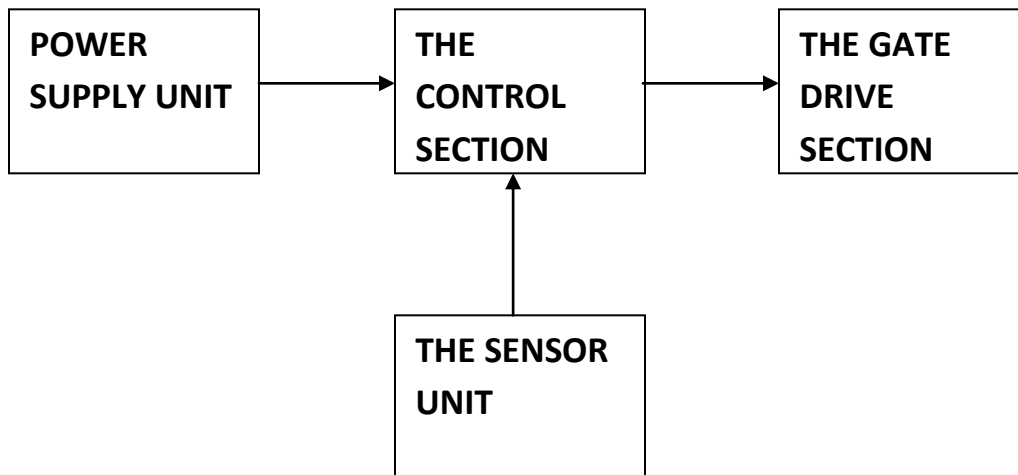 POWER
SUPPLY UNIT
THE
CONTROL
SECTION
THE GATE
DRIVE
SECTION
THE SENSOR
UNIT